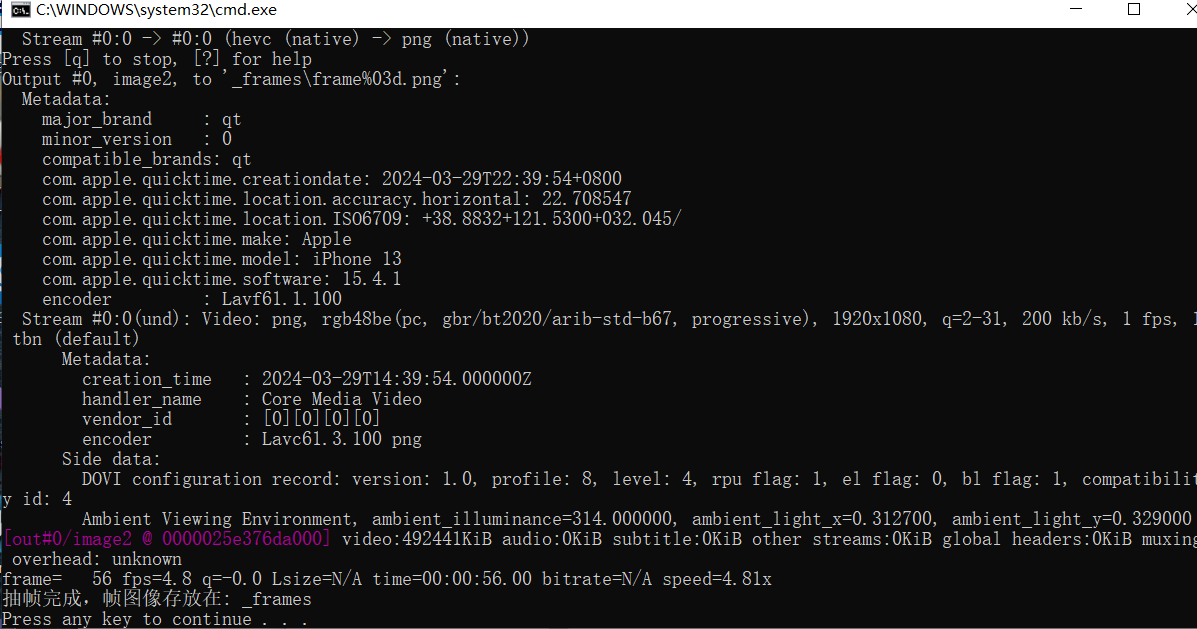 C:\WINDOWS\system32\cmd.exe
Stream #0:0 -> #0:0 (hevc (native) -> png (native))
Press [q] to stop, [?] for help
Output #0, image2, to '_frames\frame%03d.png':
Metadata:
major_brand     : qt
minor_version   : 0
compatible_brands: qt
com.apple.quicktime.creationdate: 2024-03-29T22:39:54+0800
com.apple.quicktime.location.accuracy.horizontal: 22.708547
com.apple.quicktime.location.ISO6709: +38.8832+121.5300+032.045/
com.apple.quicktime.make: Apple
com.apple.quicktime.model: iPhone 13
com.apple.quicktime.software: 15.4.1
encoder         : Lavf61.1.100
Stream #0:0(und): Video: png, rgb48be(pc, gbr/bt2020/arib-std-b67, progressive), 1920x1080, q=2-31, 200 kb/s, 1 fps, 1
tbn (default)
Metadata:
creation_time   : 2024-03-29T14:39:54.000000Z
handler_name    : Core Media Video
vendor_id       : [0][0][0][0]
encoder         : Lavc61.3.100 png
Side data:
DOVI configuration record: version: 1.0, profile: 8, level: 4, rpu flag: 1, el flag: 0, bl flag: 1, compatibilit
y id: 4
Ambient Viewing Environment, ambient_illuminance=314.000000, ambient_light_x=0.312700, ambient_light_y=0.329000
[out#0/image2 @ 0000025e376da000] video:492441KiB audio:0KiB subtitle:0KiB other streams:0KiB global headers:0KiB muxing
overhead: unknown
frame=   56 fps=4.8 q=-0.0 Lsize=N/A time=00:00:56.00 bitrate=N/A speed=4.81x
抽帧完成，帧图像存放在: _frames
Press any key to continue . . .